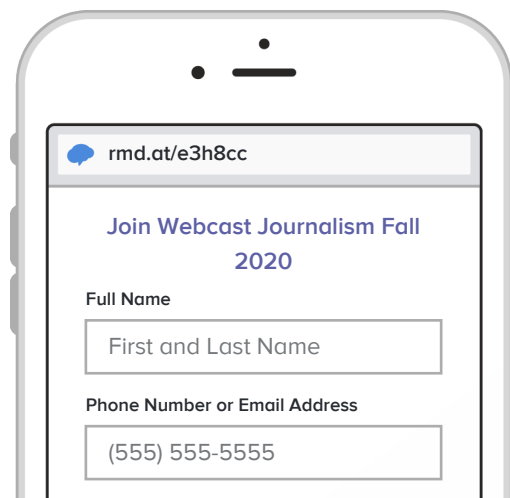 rmd.at/e3h8cc
Join Webcast Journalism Fall
2020
Full Name
First and Last Name
Phone Number or Email Address
(555) 555-5555